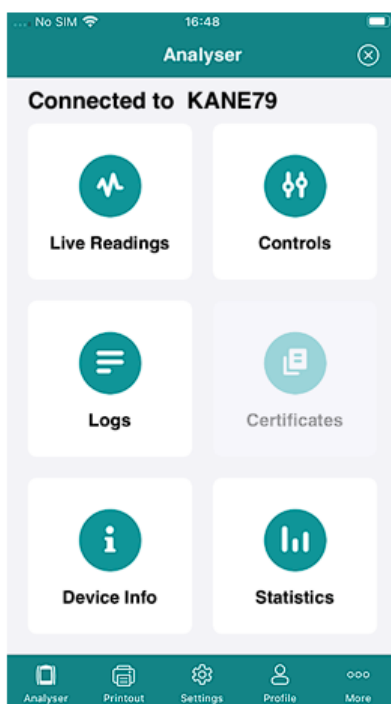 .... No SIM 16:48
Analyser
Connected to KANE79
Live Readings Controls
Logs Certificates
Device Info Statistics
Analyser Printout Settings Profile More